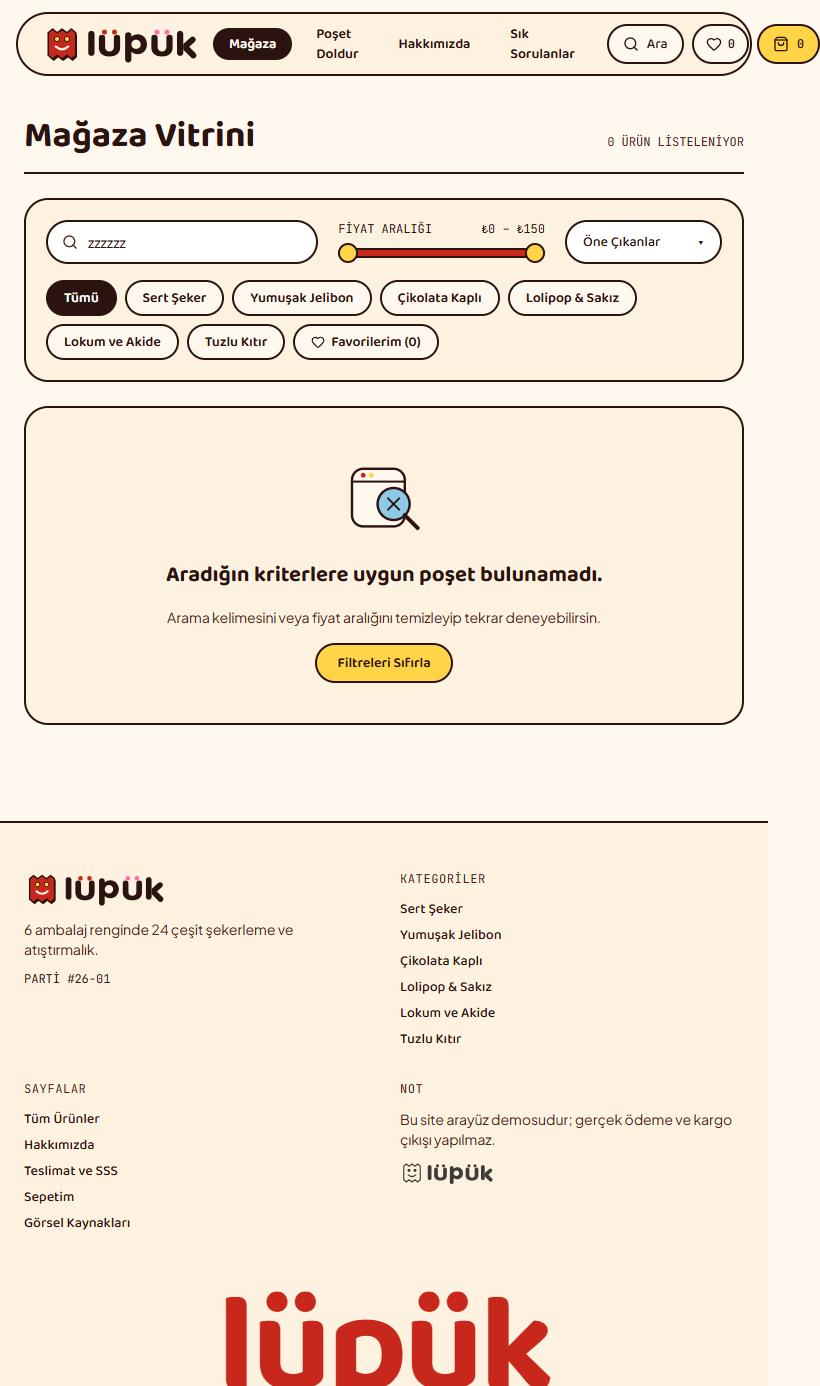 lüpük
Mağaza
Poşet
Doldur
Hakkımızda
Sık
Sorulanlar
Ara
0
0
Mağaza Vitrini
0 ÜRÜN LİSTELENİYOR
zzzzzz
FİYAT ARALIĞI
₺0 – ₺150
Öne Çıkanlar
Tümü
Sert Şeker
Yumuşak Jelibon
Çikolata Kaplı
Lolipop & Sakız
Lokum ve Akide
Tuzlu Kıtır
Favorilerim (0)
Aradığın kriterlere uygun poşet bulunamadı.
Arama kelimesini veya fiyat aralığını temizleyip tekrar deneyebilirsin.
Filtreleri Sıfırla
lüpük
6 ambalaj renginde 24 çeşit şekerleme ve
atıştırmalık.
PARTİ #26-01
KATEGORİLER
Sert Şeker
Yumuşak Jelibon
Çikolata Kaplı
Lolipop & Sakız
Lokum ve Akide
Tuzlu Kıtır
SAYFALAR
Tüm Ürünler
Hakkımızda
Teslimat ve SSS
Sepetim
Görsel Kaynakları
NOT
Bu site arayüz demosudur; gerçek ödeme ve kargo
çıkışı yapılmaz.
lüpük
lüpük